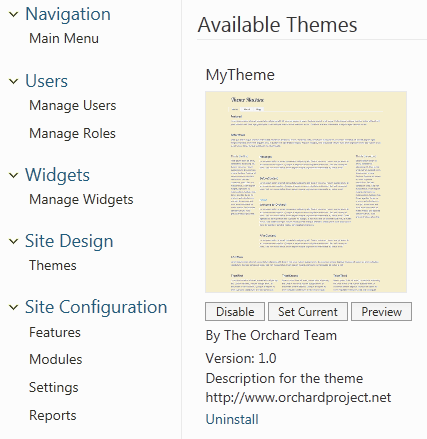 Navigation
Main Menu
Users
Manage Users
Manage Roles
Widgets
Manage Widgets
Site Design
Themes
Site Configuration
Features
Modules
Settings
Reports
Available Themes
MyTheme
Theme Machine
Disable
Set Current
Preview
By The Orchard Team
Version: 1.0
Description for the theme
http://www.orchardproject.net
Uninstall